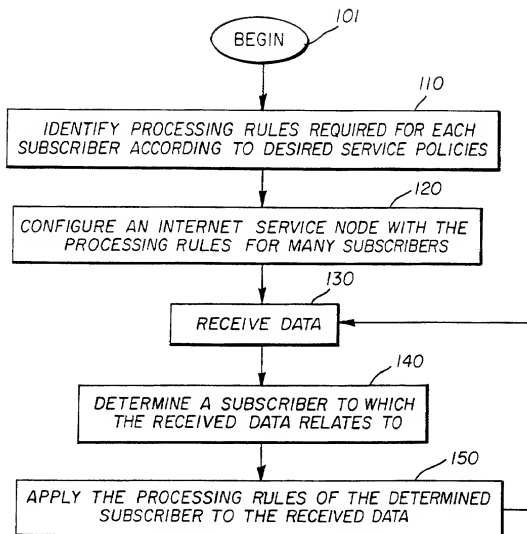 BEGIN
101
110
IDENTIFY PROCESSING RULES REQUIRED FOR EACH
SUBSCRIBER ACCORDING TO DESIRED SERVICE POLICIES
120
CONFIGURE AN INTERNET SERVICE NODE WITH THE
PROCESSING RULES FOR MANY SUBSCRIBERS
130
RECEIVE DATA
140
DETERMINE A SUBSCRIBER TO WHICH
THE RECEIVED DATA RELATES TO
150
APPLY THE PROCESSING RULES OF THE DETERMINED
SUBSCRIBER TO THE RECEIVED DATA